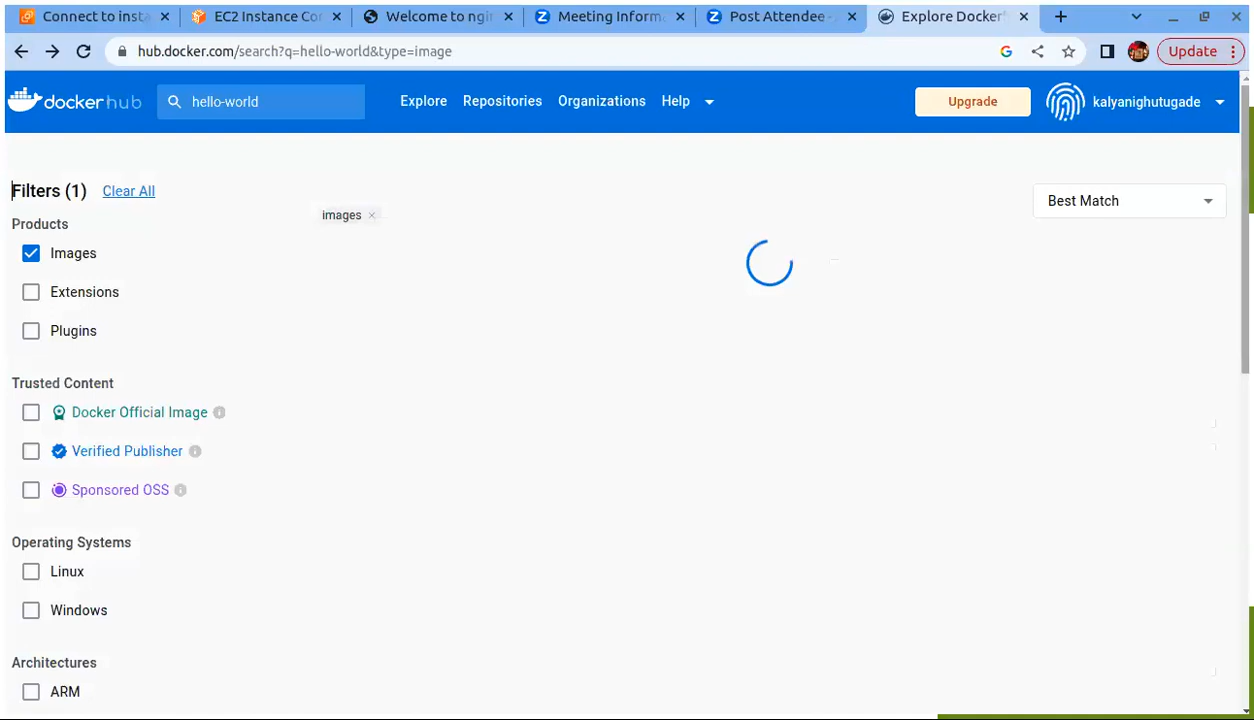 Connect to insta
EC2 Instance Co
Welcome to ngi
Meeting Informa
Post Attendee -
Explore Docker
hub.docker.com/search?q=hello-world&type=image
Update
docker hub
hello-world
Explore
Repositories
Organizations
Help
Upgrade
kalyanighutugade
Filters (1)
Clear All
images
Best Match
Products
Images
Extensions
Plugins
Trusted Content
Docker Official Image
Verified Publisher
Sponsored OSS
Operating Systems
Linux
Windows
Architectures
ARM